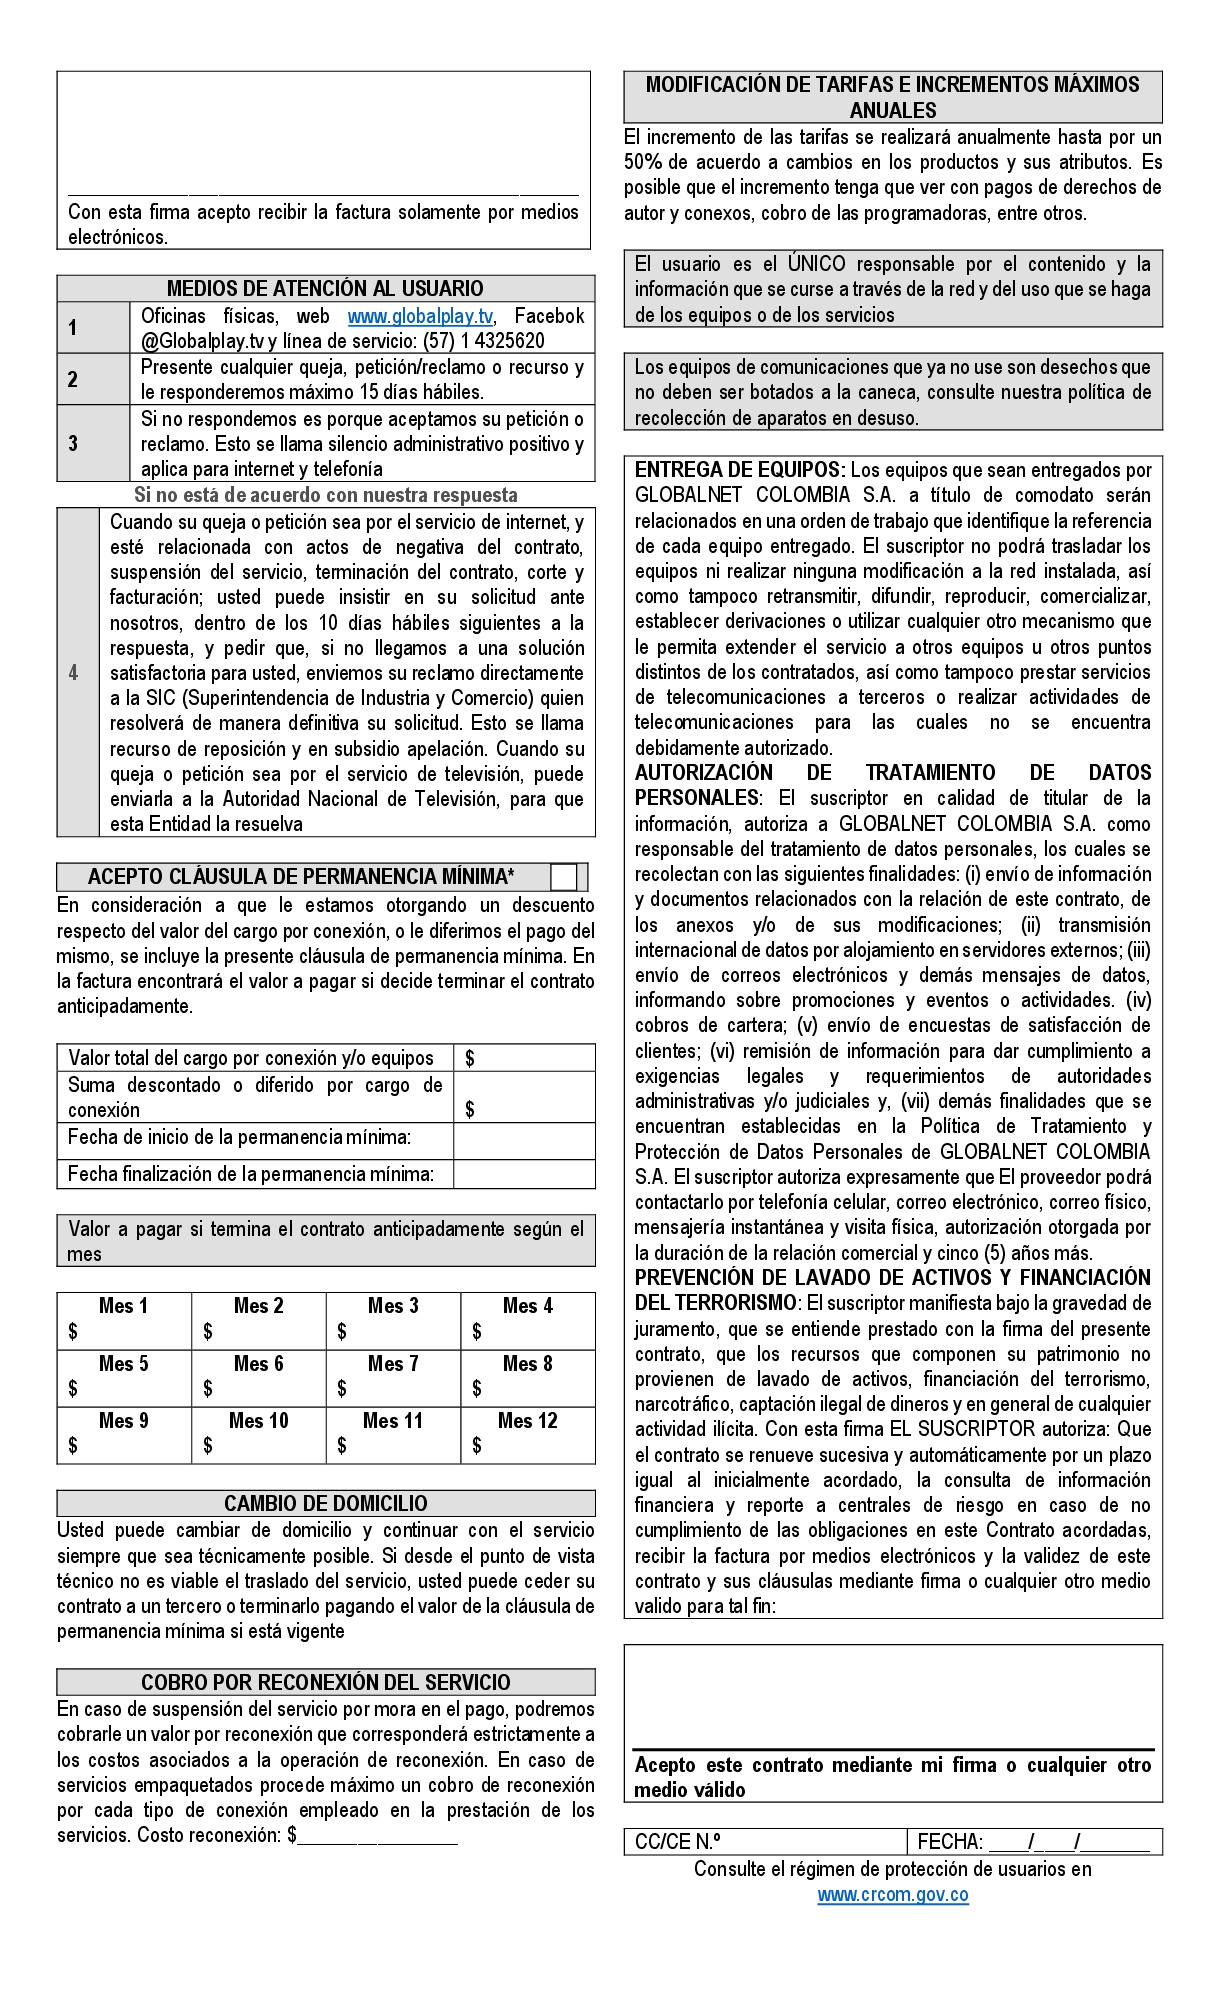 Con esta firma acepto recibir la factura solamente por medios
electrónicos.
MEDIOS DE ATENCIÓN AL USUARIO
1
Oficinas físicas, web www.globalplay.tv, Facebok
@Globalplay.tv y línea de servicio: (57) 1 4325620
2
Presente cualquier queja, petición/reclamo o recurso y
le responderemos máximo 15 días hábiles.
3
Si no respondemos es porque aceptamos su petición o
reclamo. Esto se llama silencio administrativo positivo y
aplica para internet y telefonía
Si no está de acuerdo con nuestra respuesta
4
Cuando su queja o petición sea por el servicio de internet, y
esté relacionada con actos de negativa del contrato,
suspensión del servicio, terminación del contrato, corte y
facturación; usted puede insistir en su solicitud ante
nosotros, dentro de los 10 días hábiles siguientes a la
respuesta, y pedir que, si no llegamos a una solución
satisfactoria para usted, enviemos su reclamo directamente
a la SIC (Superintendencia de Industria y Comercio) quien
resolverá de manera definitiva su solicitud. Esto se llama
recurso de reposición y en subsidio apelación. Cuando su
queja o petición sea por el servicio de televisión, puede
enviarla a la Autoridad Nacional de Televisión, para que
esta Entidad la resuelva
ACEPTO CLÁUSULA DE PERMANENCIA MÍNIMA*
En consideración a que le estamos otorgando un descuento
respecto del valor del cargo por conexión, o le diferimos el pago del
mismo, se incluye la presente cláusula de permanencia mínima. En
la factura encontrará el valor a pagar si decide terminar el contrato
anticipadamente.
Valor total del cargo por conexión y/o equipos $
Suma descontado o diferido por cargo de
conexión $
Fecha de inicio de la permanencia mínima:
Fecha finalización de la permanencia mínima:
Valor a pagar si termina el contrato anticipadamente según el
mes
Mes 1 Mes 2 Mes 3 Mes 4
$ $ $ $
Mes 5 Mes 6 Mes 7 Mes 8
$ $ $ $
Mes 9 Mes 10 Mes 11 Mes 12
$ $ $ $
CAMBIO DE DOMICILIO
Usted puede cambiar de domicilio y continuar con el servicio
siempre que sea técnicamente posible. Si desde el punto de vista
técnico no es viable el traslado del servicio, usted puede ceder su
contrato a un tercero o terminarlo pagando el valor de la cláusula de
permanencia mínima si está vigente
COBRO POR RECONEXIÓN DEL SERVICIO
En caso de suspensión del servicio por mora en el pago, podremos
cobrarle un valor por reconexión que corresponderá estrictamente a
los costos asociados a la operación de reconexión. En caso de
servicios empaquetados procede máximo un cobro de reconexión
por cada tipo de conexión empleado en la prestación de los
servicios. Costo reconexión: $________________
MODIFICACIÓN DE TARIFAS E INCREMENTOS MÁXIMOS
ANUALES
El incremento de las tarifas se realizará anualmente hasta por un
50% de acuerdo a cambios en los productos y sus atributos. Es
posible que el incremento tenga que ver con pagos de derechos de
autor y conexos, cobro de las programadoras, entre otros.
El usuario es el ÚNICO responsable por el contenido y la
información que se curse a través de la red y del uso que se haga
de los equipos o de los servicios
Los equipos de comunicaciones que ya no use son desechos que
no deben ser botados a la caneca, consulte nuestra política de
recolección de aparatos en desuso.
ENTREGA DE EQUIPOS: Los equipos que sean entregados por
GLOBALNET COLOMBIA S.A. a título de comodato serán
relacionados en una orden de trabajo que identifique la referencia
de cada equipo entregado. El suscriptor no podrá trasladar los
equipos ni realizar ninguna modificación a la red instalada, así
como tampoco retransmitir, difundir, reproducir, comercializar,
establecer derivaciones o utilizar cualquier otro mecanismo que
le permita extender el servicio a otros equipos u otros puntos
distintos de los contratados, así como tampoco prestar servicios
de telecomunicaciones a terceros o realizar actividades de
telecomunicaciones para las cuales no se encuentra
debidamente autorizado.
AUTORIZACIÓN DE TRATAMIENTO DE DATOS
PERSONALES: El suscriptor en calidad de titular de la
información, autoriza a GLOBALNET COLOMBIA S.A. como
responsable del tratamiento de datos personales, los cuales se
recolectan con las siguientes finalidades: (i) envío de información
y documentos relacionados con la relación de este contrato, de
los anexos y/o de sus modificaciones; (ii) transmisión
internacional de datos por alojamiento en servidores externos; (iii)
envío de correos electrónicos y demás mensajes de datos,
informando sobre promociones y eventos o actividades. (iv)
cobros de cartera; (v) envío de encuestas de satisfacción de
clientes; (vi) remisión de información para dar cumplimiento a
exigencias legales y requerimientos de autoridades
administrativas y/o judiciales y, (vii) demás finalidades que se
encuentran establecidas en la Política de Tratamiento y
Protección de Datos Personales de GLOBALNET COLOMBIA
S.A. El suscriptor autoriza expresamente que El proveedor podrá
contactarlo por telefonía celular, correo electrónico, correo físico,
mensajería instantánea y visita física, autorización otorgada por
la duración de la relación comercial y cinco (5) años más.
PREVENCIÓN DE LAVADO DE ACTIVOS Y FINANCIACIÓN
DEL TERRORISMO: El suscriptor manifiesta bajo la gravedad de
juramento, que se entiende prestado con la firma del presente
contrato, que los recursos que componen su patrimonio no
provienen de lavado de activos, financiación del terrorismo,
narcotráfico, captación ilegal de dineros y en general de cualquier
actividad ilícita. Con esta firma EL SUSCRIPTOR autoriza: Que
el contrato se renueve sucesiva y automáticamente por un plazo
igual al inicialmente acordado, la consulta de información
financiera y reporte a centrales de riesgo en caso de no
cumplimiento de las obligaciones en este Contrato acordadas,
recibir la factura por medios electrónicos y la validez de este
contrato y sus cláusulas mediante firma o cualquier otro medio
valido para tal fin:
Acepto este contrato mediante mi firma o cualquier otro
medio válido
CC/CE N.º FECHA: ____/____/_______
Consulte el régimen de protección de usuarios en
www.crcom.gov.co